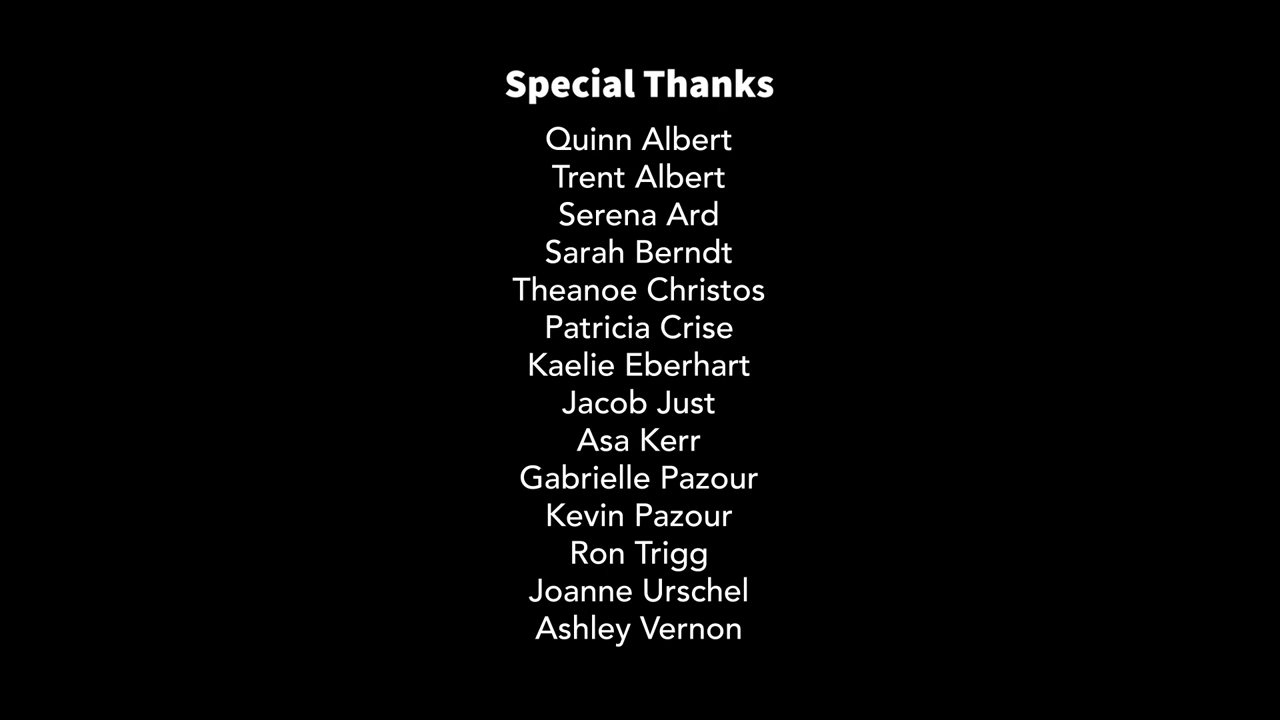 Special Thanks
Quinn Albert
Trent Albert
Serena Ard
Sarah Berndt
Theanoe Christos
Patricia Crise
Kaelie Eberhart
Jacob Just
Asa Kerr
Gabrielle Pazour
Kevin Pazour
Ron Trigg
Joanne Urschel
Ashley Vernon